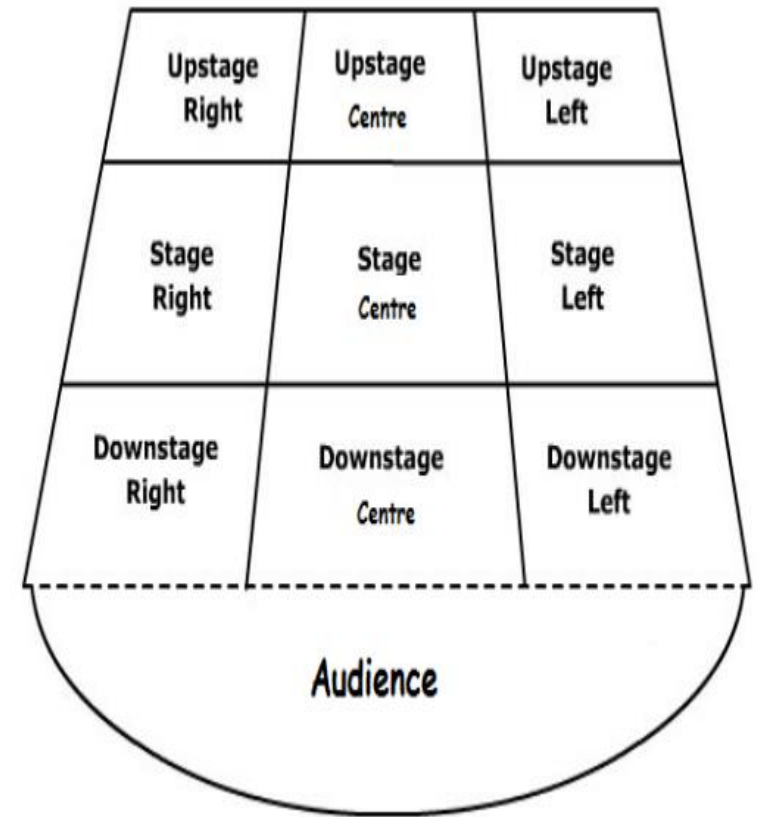 Upstage
Right
Upstage
Centre
Upstage
Left
Stage
Right
Stage
Centre
Stage
Left
Downstage
Right
Downstage
Centre
Downstage
Left
Audience